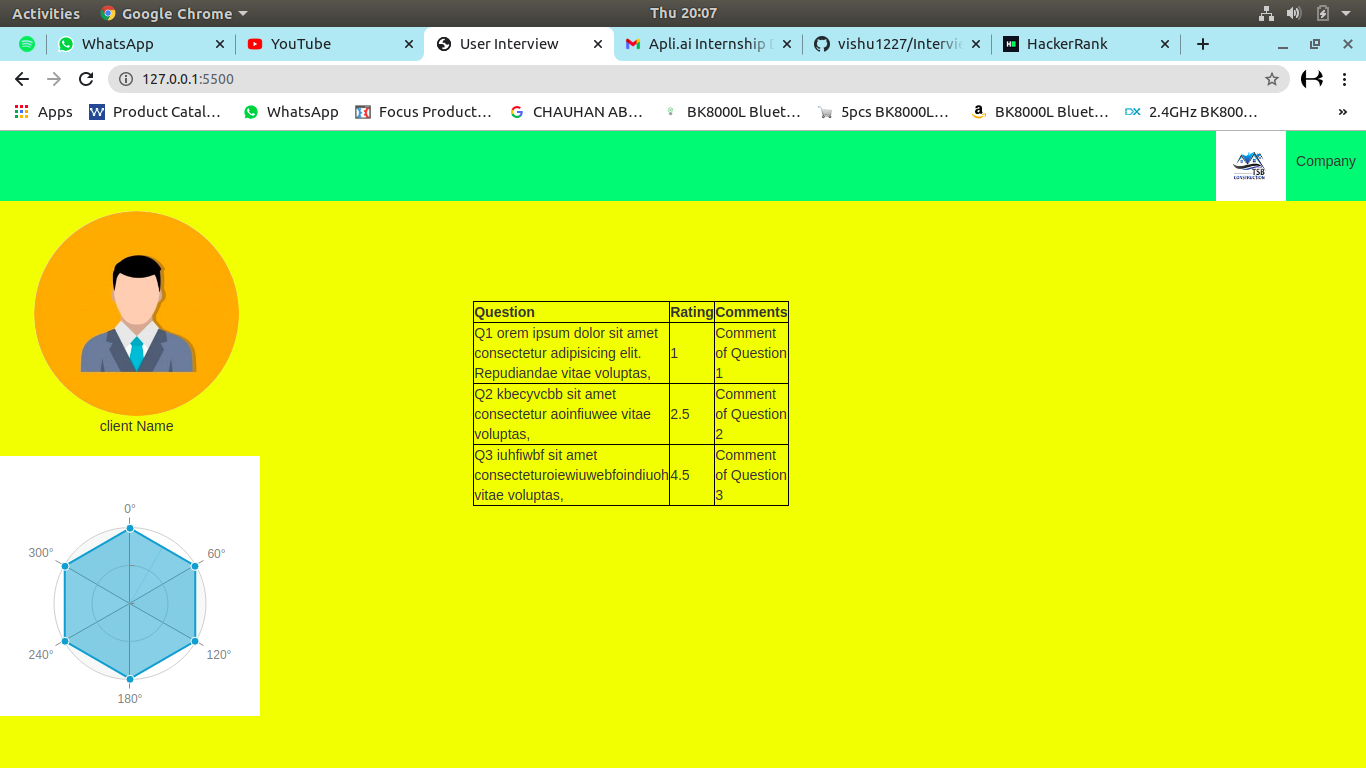 Activities Google Chrome Thu 20:07
WhatsApp YouTube User Interview Apli.ai Internship vishu1227/Intervie HackerRank
127.0.0.1:5500
Apps Product Catal… WhatsApp Focus Product… CHAUHAN AB… BK8000L Bluet… 5pcs BK8000L… BK8000L Bluet… 2.4GHz BK800… »
TSB
CONSTRUCTION
Company
client Name
Question Rating Comments
Q1 orem ipsum dolor sit amet
consectetur adipisicing elit.
Repudiandae vitae voluptas,
1
Comment
of Question
1
Q2 kbecyvcbb sit amet
consectetur aoinfiuwee vitae
voluptas,
2.5
Comment
of Question
2
Q3 iuhfiwbf sit amet
consecteturoiewiuwebfoindiuoh
vitae voluptas,
4.5
Comment
of Question
3
0°
300° 60°
240° 120°
180°